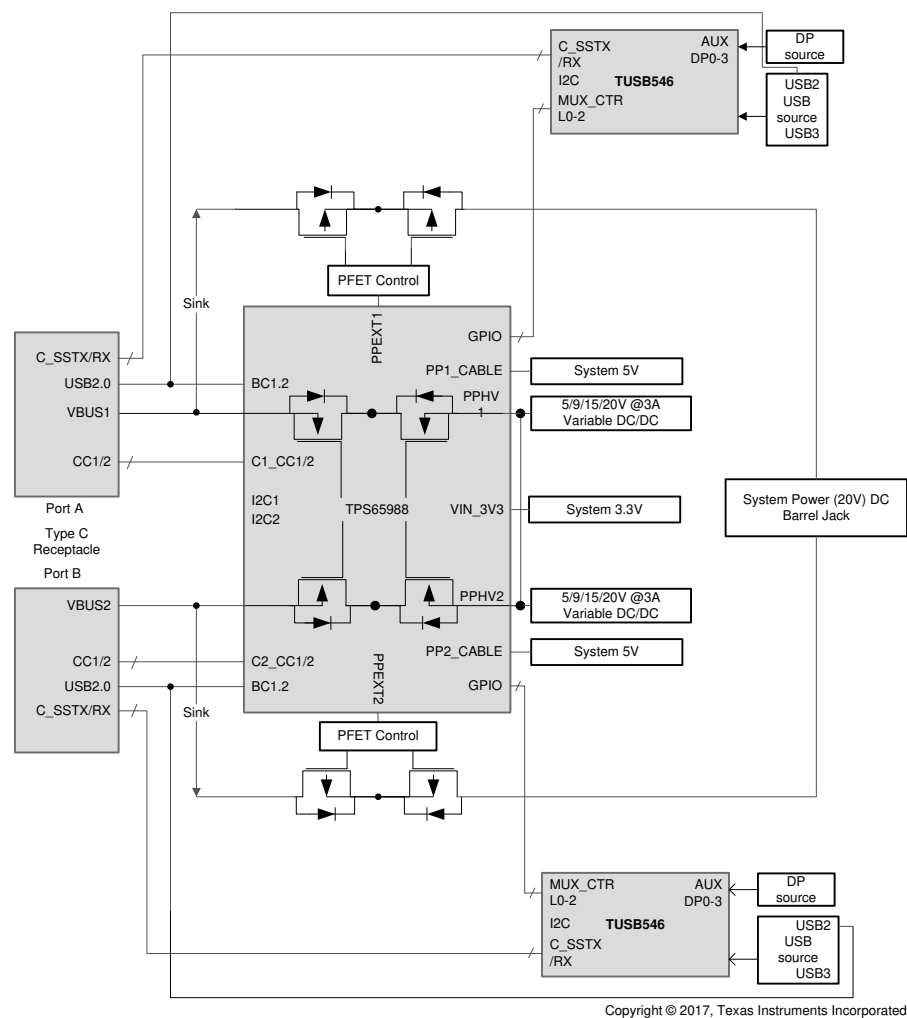 C_SSTX
/RX
I2C
MUX_CTR
L0-2
TUSB546
AUX
DP0-3
DP
source
USB2
USB
source
USB3
PFET Control
Sink
PPEXT1
GPIO
C_SSTX/RX
USB2.0
VBUS1
CC1/2
Port A
Type C
Receptacle
Port B
BC1.2
C1_CC1/2
I2C1
I2C2
TPS65988
PP1_CABLE
System 5V
PPHV
1
5/9/15/20V @3A
Variable DC/DC
VIN_3V3
System 3.3V
System Power (20V) DC
Barrel Jack
VBUS2
CC1/2
USB2.0
C_SSTX/RX
C2_CC1/2
BC1.2
PPHV2
5/9/15/20V @3A
Variable DC/DC
PP2_CABLE
System 5V
GPIO
PPEXT2
Sink
PFET Control
MUX_CTR
L0-2
I2C
C_SSTX
/RX
TUSB546
AUX
DP0-3
DP
source
USB2
USB
source
USB3
Copyright © 2017, Texas Instruments Incorporated